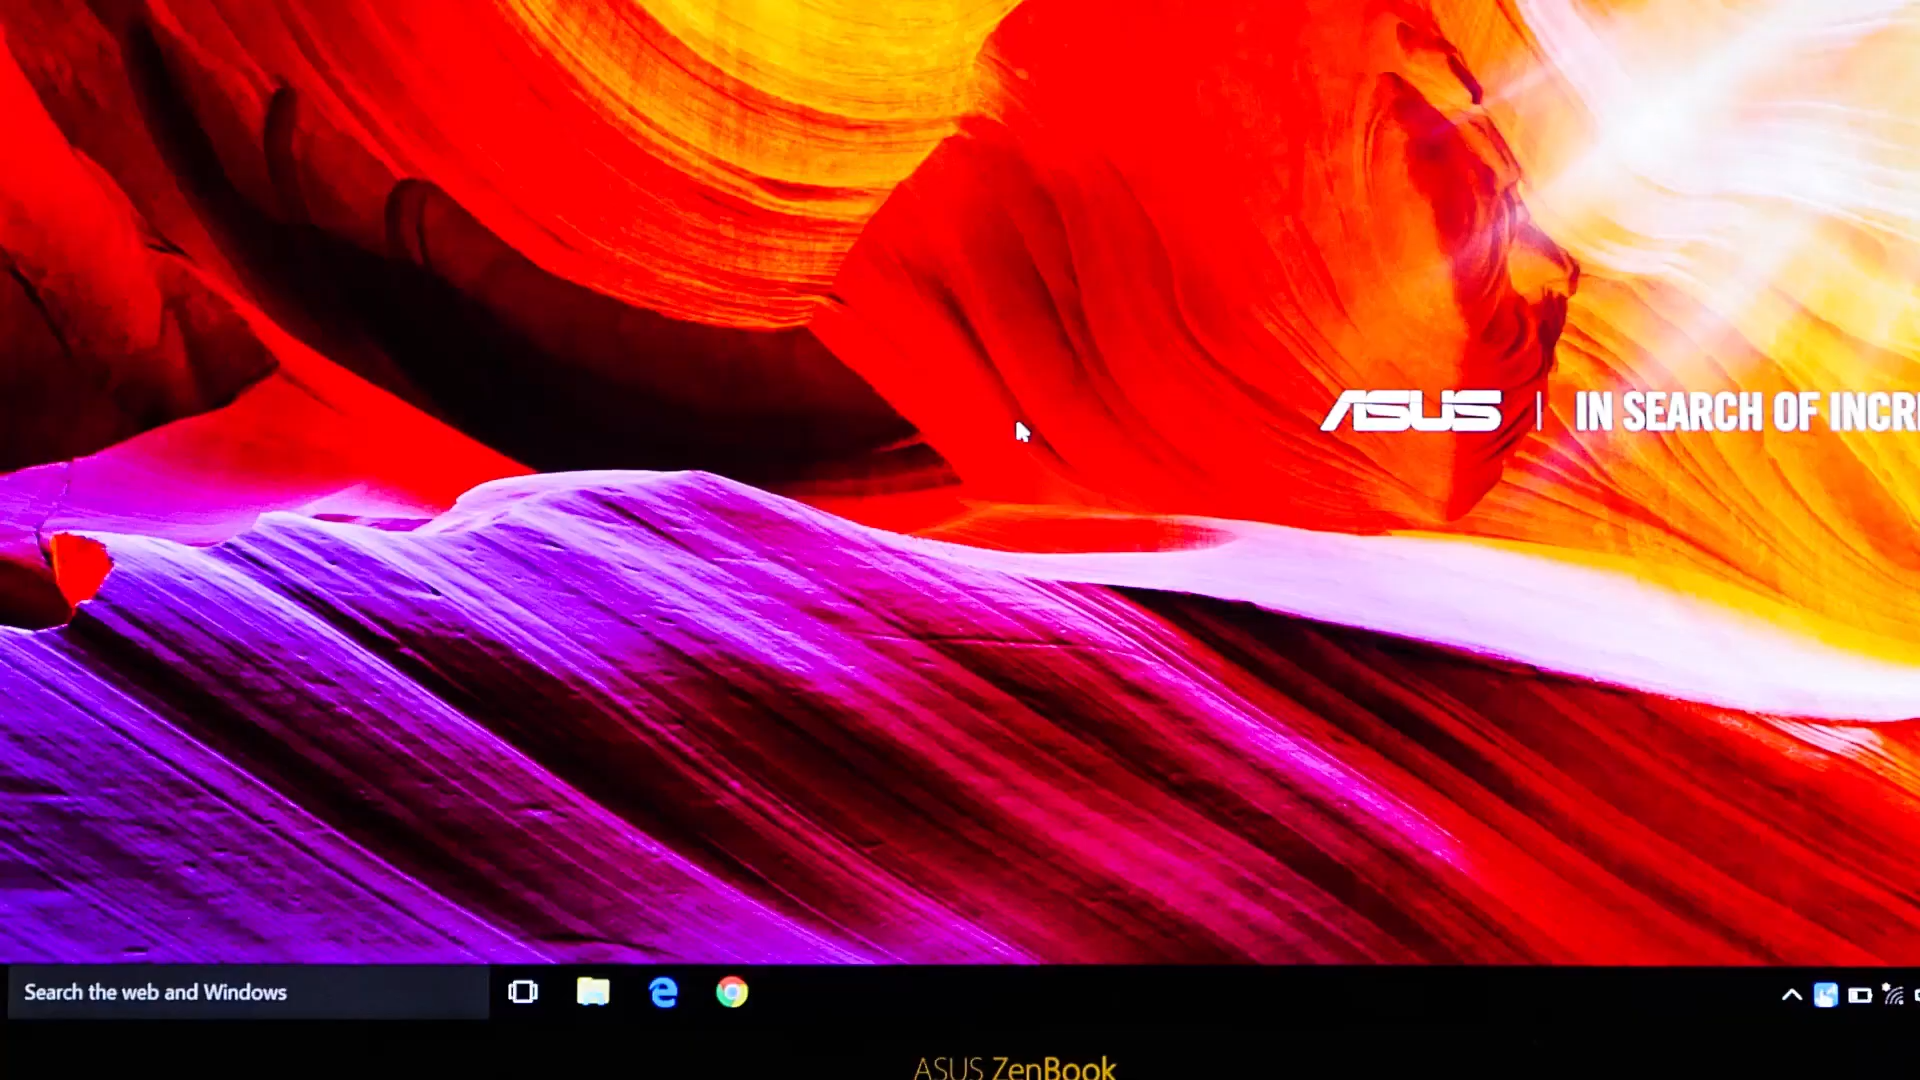 ASUS | IN SEARCH OF INCR
Search the web and Windows
ASUS ZenBook